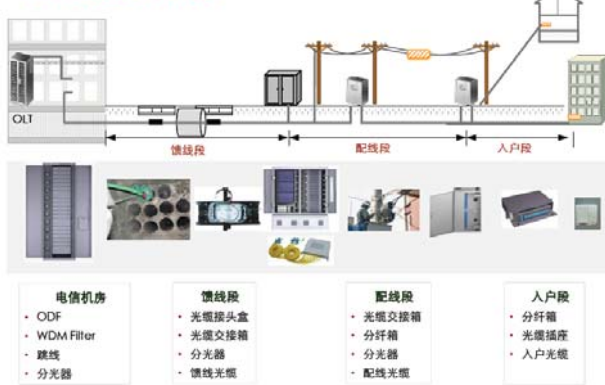 OLT
馈线段
配线段
入户段
电信机房
• ODF
• WDM Filter
• 跳线
• 分光器
馈线段
• 光缆接头盒
• 光缆交接箱
• 分光器
• 馈线光缆
配线段
• 光缆交接箱
• 分纤箱
• 分光器
• 配线光缆
入户段
• 分纤箱
• 光缆插座
• 入户光缆